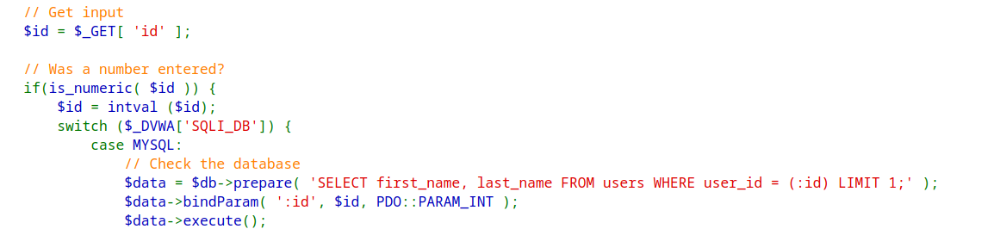 // Get input
$id = $_GET[ 'id' ];
// Was a number entered?
if(is_numeric( $id )) {
$id = intval ($id);
switch ($_DVWA['SQLI_DB']) {
case MYSQL:
// Check the database
$data = $db->prepare( 'SELECT first_name, last_name FROM users WHERE user_id = (:id) LIMIT 1;' );
$data->bindParam( ':id', $id, PDO::PARAM_INT );
$data->execute();